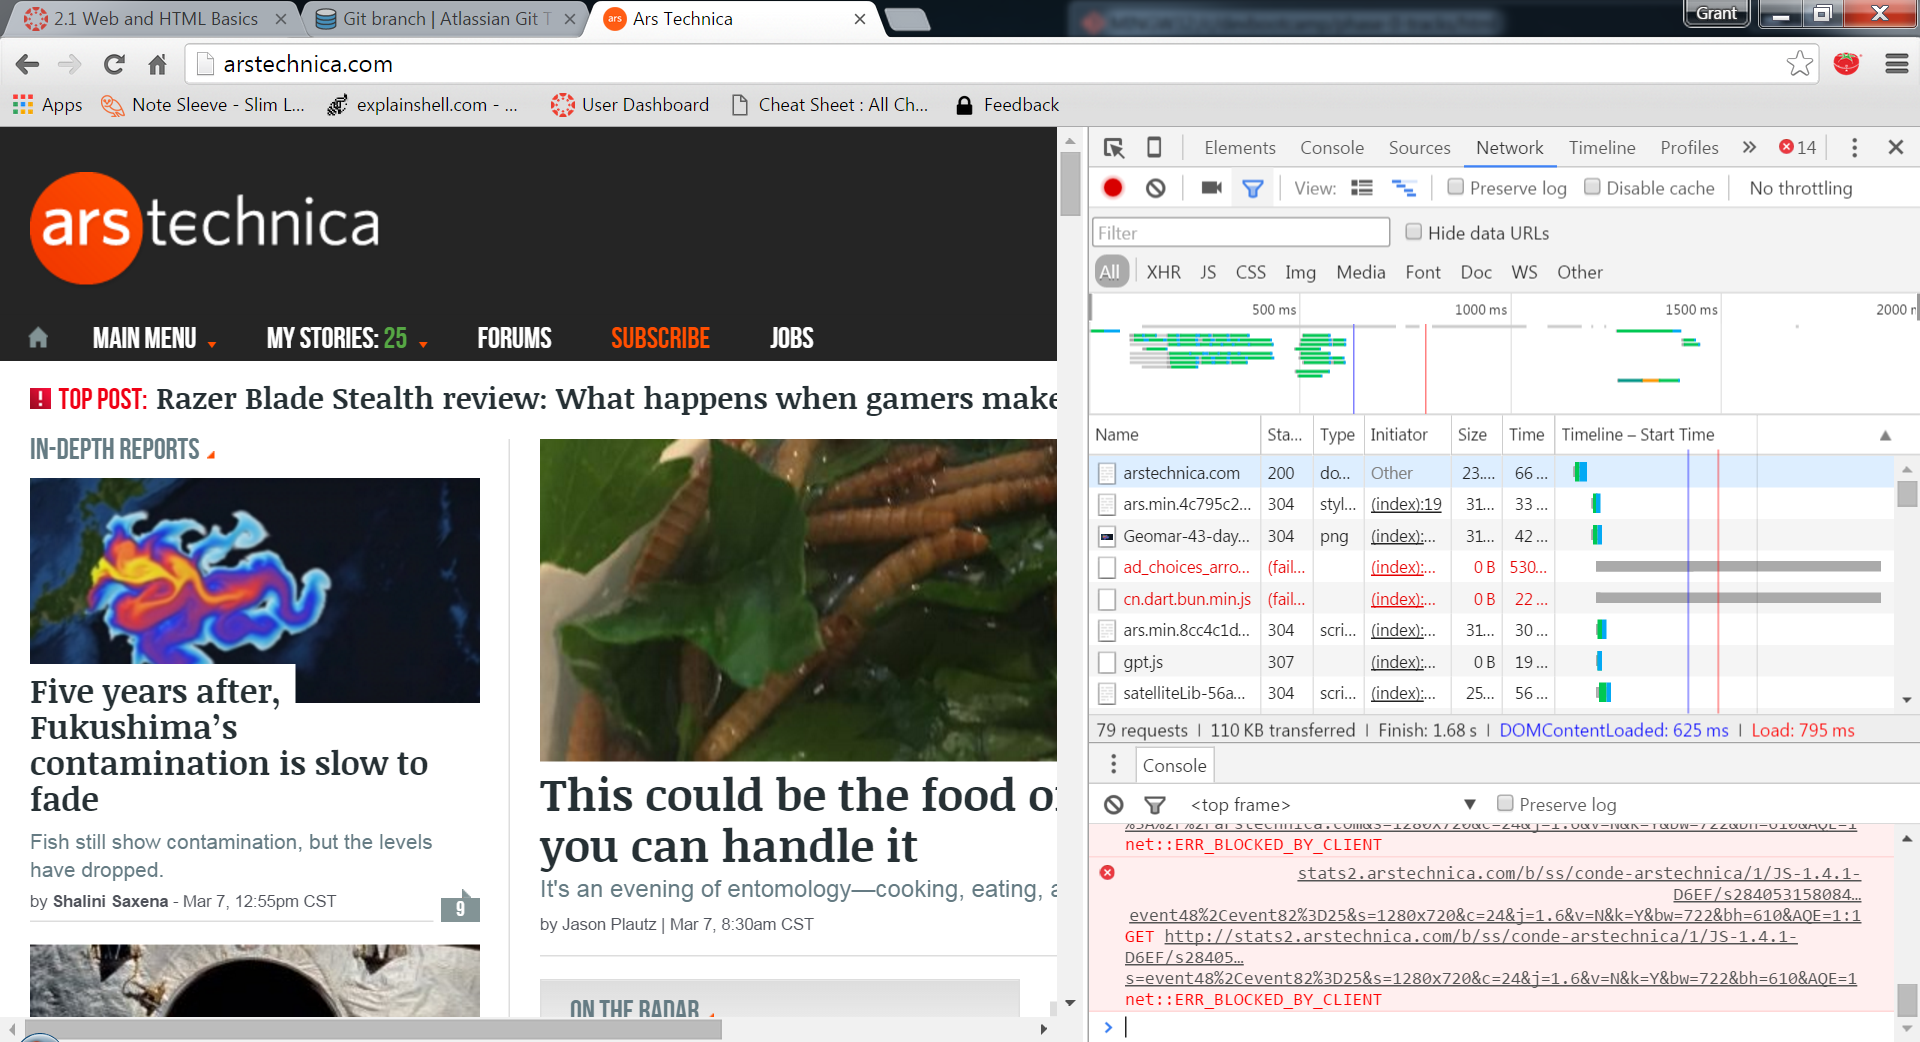 2.1 Web and HTML Basics
Git branch | Atlassian Git T
ars Ars Technica
Grant
arstechnica.com
Apps
Note Sleeve - Slim L...
explainshell.com - ...
User Dashboard
Cheat Sheet : All Ch...
Feedback
ars technica
MAIN MENU
MY STORIES: 25
FORUMS
SUBSCRIBE
JOBS
TOP POST: Razer Blade Stealth review: What happens when gamers make
IN-DEPTH REPORTS
Five years after,
Fukushima’s
contamination is slow to
fade
Fish still show contamination, but the levels
have dropped.
by Shalini Saxena - Mar 7, 12:55pm CST
9
This could be the food o
you can handle it
It's an evening of entomology—cooking, eating, a
by Jason Plautz | Mar 7, 8:30am CST
ON THE RADAR
Elements Console Sources Network Timeline Profiles » 14
View: Preserve log Disable cache No throttling
Filter Hide data URLs
All XHR JS CSS Img Media Font Doc WS Other
500 ms 1000 ms 1500 ms 2000 r
Name Sta... Type Initiator Size Time Timeline – Start Time
arstechnica.com 200 do... Other 23.... 66 ...
ars.min.4c795c2... 304 styl... (index):19 31... 33 ...
Geomar-43-day... 304 png (index):... 31... 42 ...
ad_choices_arro... (fail... (index):... 0 B 530...
cn.dart.bun.min.js (fail... (index):... 0 B 22 ...
ars.min.8cc4c1d... 304 scri... (index):... 31... 30 ...
gpt.js 307 (index):... 0 B 19 ...
satelliteLib-56a... 304 scri... (index):... 25... 56 ...
79 requests | 110 KB transferred | Finish: 1.68 s | DOMContentLoaded: 625 ms | Load: 795 ms
Console
<top frame> Preserve log
%3A%2F%2Farstechnica.com&s=1280x720&c=24&j=1.6&v=N&k=Y&bw=722&bh=610&AQE=1
net::ERR_BLOCKED_BY_CLIENT
stats2.arstechnica.com/b/ss/conde-arstechnica/1/JS-1.4.1-
D6EF/s284053158084...
event48%2Cevent82%3D25&s=1280x720&c=24&j=1.6&v=N&k=Y&bw=722&bh=610&AQE=1:1
GET http://stats2.arstechnica.com/b/ss/conde-arstechnica/1/JS-1.4.1-
D6EF/s28405...
s=event48%2Cevent82%3D25&s=1280x720&c=24&j=1.6&v=N&k=Y&bw=722&bh=610&AQE=1
net::ERR_BLOCKED_BY_CLIENT
>